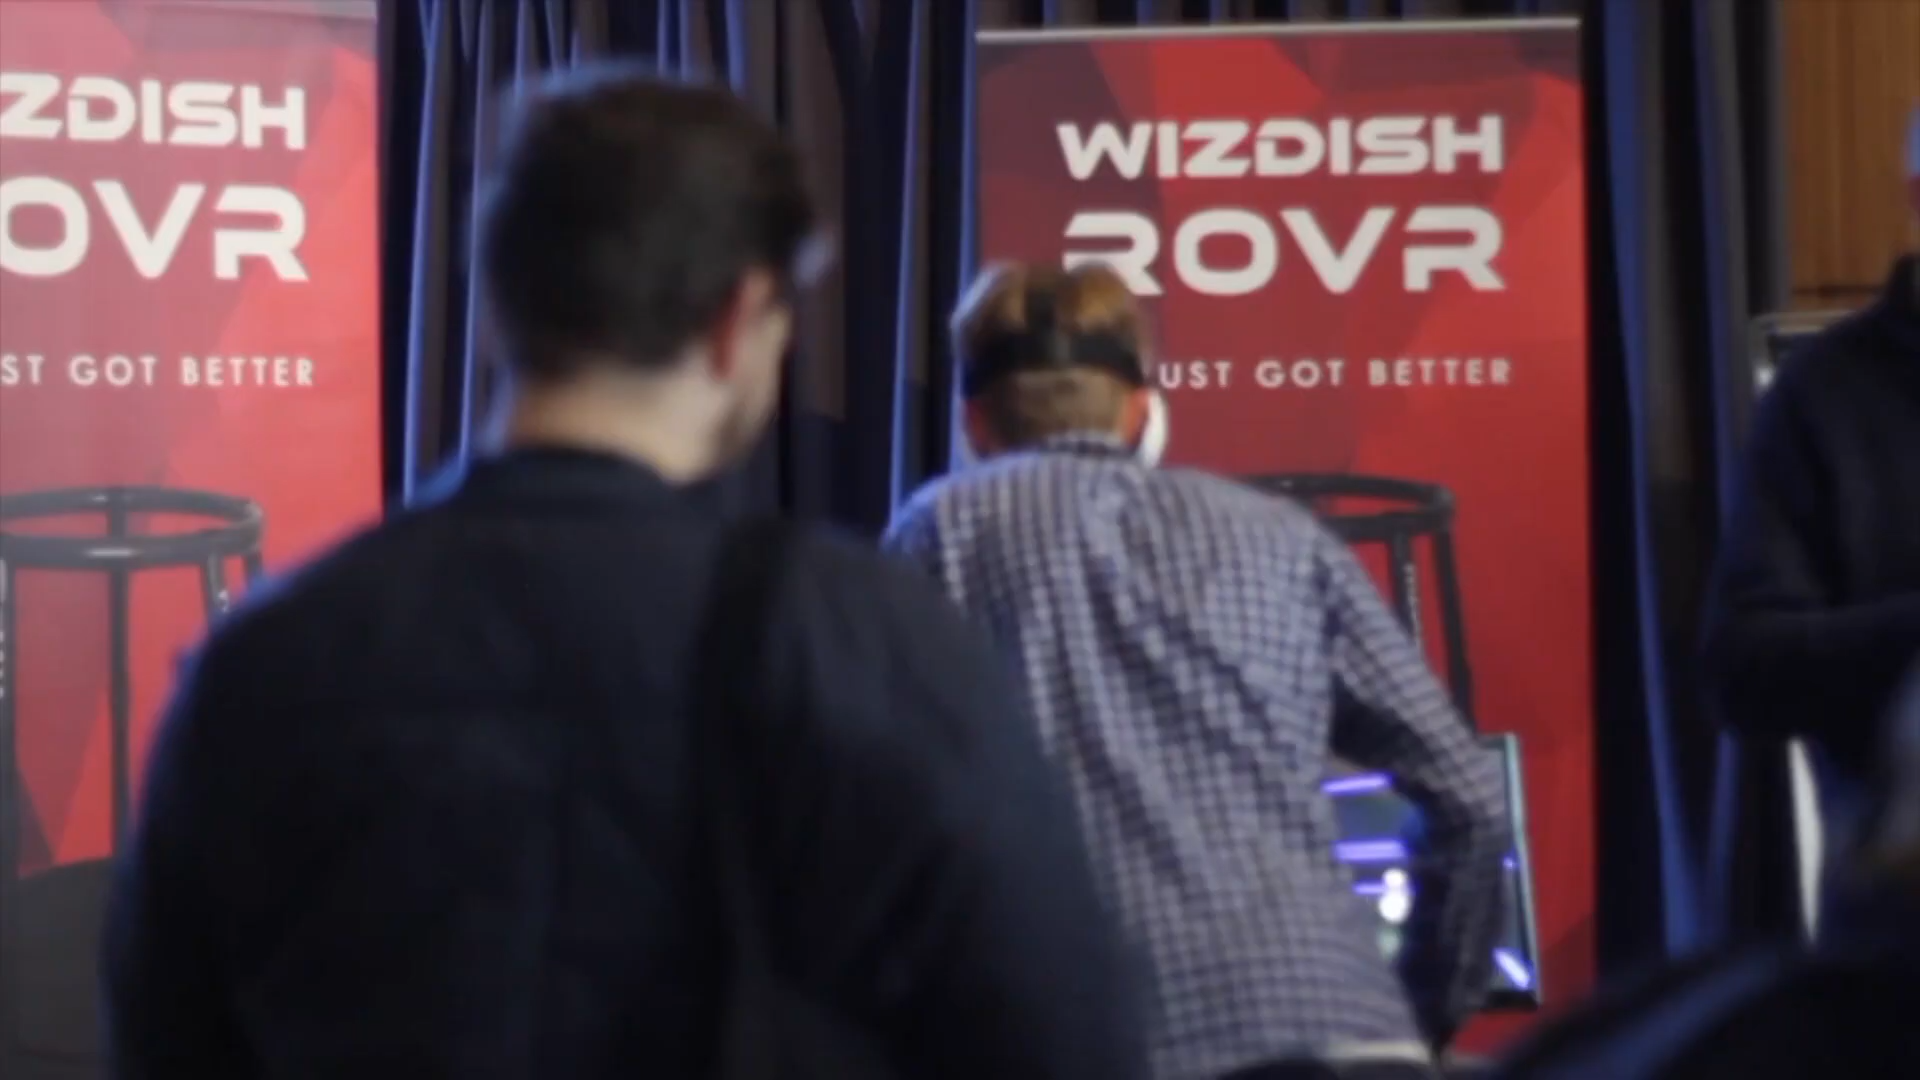 ZDISH
OVR
ST GOT BETTER
WIZDISH
ROVR
UST GOT BETTER